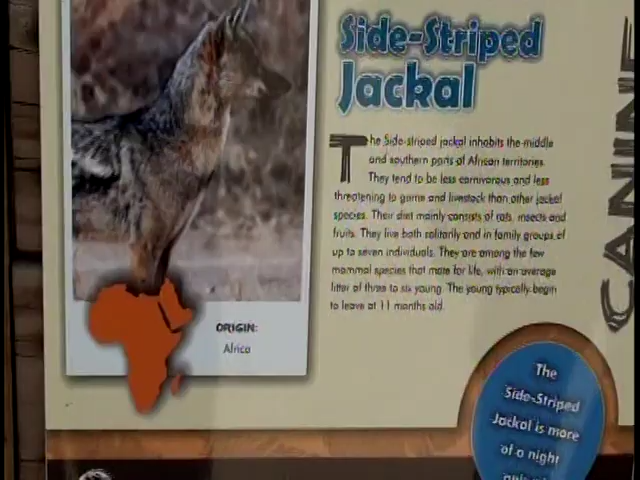 Side-Striped
Jackal
The Side-striped jackal inhabits the middle
and southern parts of African territories.
They tend to be less carnivorous and less
threatening to game and livestock than other jackal
species. Their diet mainly consists of rats, insects and
fruits. They live both solitarily and in family groups of
up to seven individuals. They are among the few
mammal species that mate for life, with an average
litter of three to six young. The young typically begin
to leave at 11 months old.
ORIGIN:
Africa
CANINE
The
Side-Striped
Jackal is more
of a night